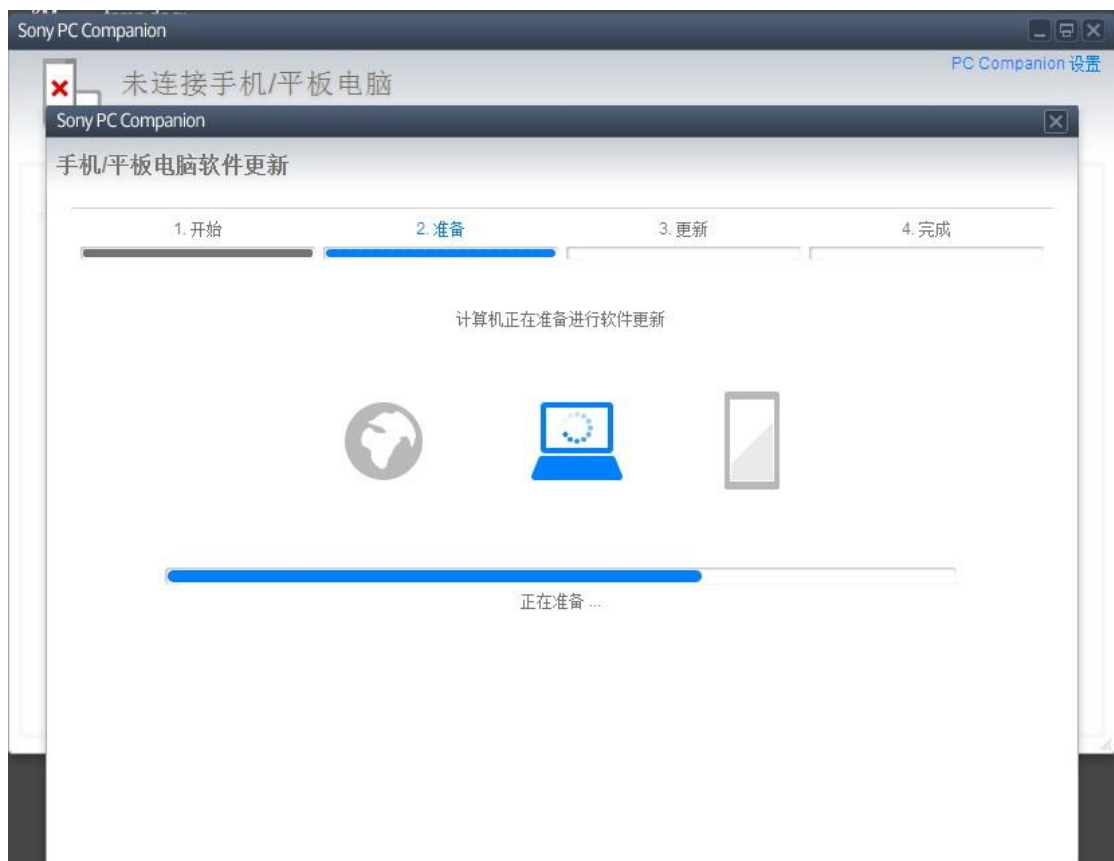 Sony PC Companion
PC Companion 设置
未连接手机/平板电脑
Sony PC Companion
手机/平板电脑软件更新
1. 开始
2. 准备
3. 更新
4. 完成
计算机正在准备进行软件更新
正在准备 ...